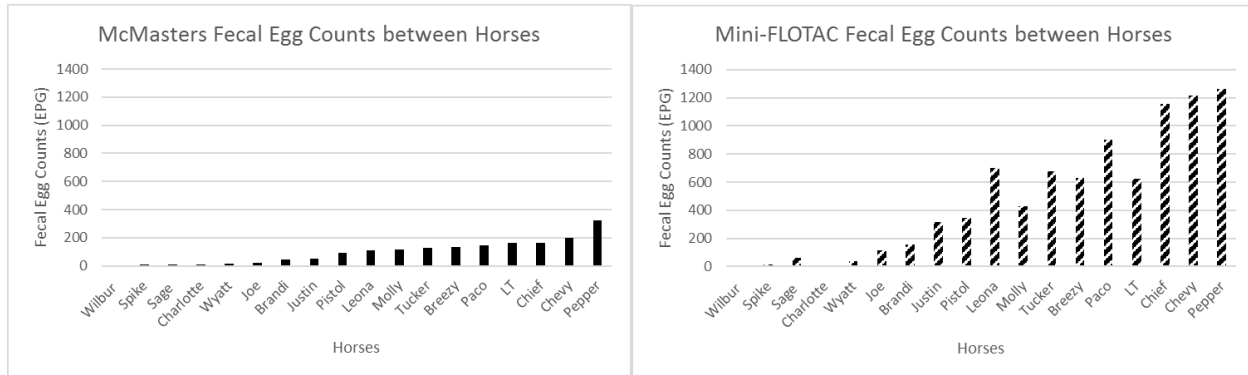 McMasters Fecal Egg Counts between Horses
Fecal Egg Counts (EPG)
1400
1200
1000
800
600
400
200
0
Wilbur
Spike
Sage
Charlotte
Wyatt
Joe
Brandi
Justin
Pistol
Leona
Molly
Tucker
Breezy
Paco
LT
Chief
Chevy
Pepper
Horses
Mini-FLOTAC Fecal Egg Counts between Horses
Fecal Egg Counts (EPG)
1400
1200
1000
800
600
400
200
0
Wilbur
Spike
Sage
Charlotte
Wyatt
Joe
Brandi
Justin
Pistol
Leona
Molly
Tucker
Breezy
Paco
LT
Chief
Chevy
Pepper
Horses